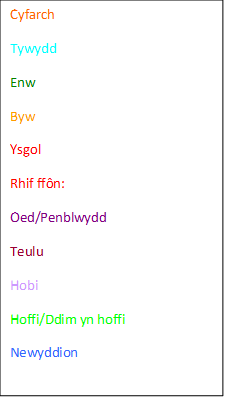 Cyfarch
Tywydd
Enw
Byw
Ysgol
Rhif ffôn:
Oed/Penblwydd
Teulu
Hobi
Hoffi/Ddim yn hoffi
Newyddion